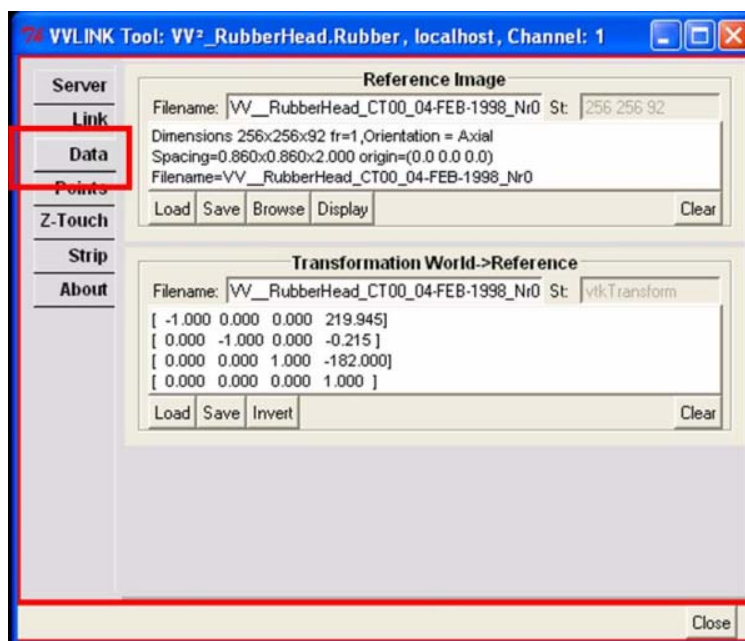 VVLINK Tool: VV²_RubberHead.Rubber, localhost, Channel: 1
Server
Link
Data
Points
Z-Touch
Strip
About
Reference Image
Filename: VV__RubberHead_CT00_04-FEB-1998_Nr0 St: 256 256 92
Dimensions 256x256x92 fr=1,Orientation = Axial
Spacing=0.860x0.860x2.000 origin=(0.0 0.0 0.0)
Filename=VV__RubberHead_CT00_04-FEB-1998_Nr0
Load Save Browse Display Clear
Transformation World->Reference
Filename: VV__RubberHead_CT00_04-FEB-1998_Nr0 St: vtkTransform
[ -1.000 0.000 0.000 219.945]
[ 0.000 -1.000 0.000 -0.215 ]
[ 0.000 0.000 1.000 -182.000]
[ 0.000 0.000 0.000 1.000 ]
Load Save Invert Clear
Close